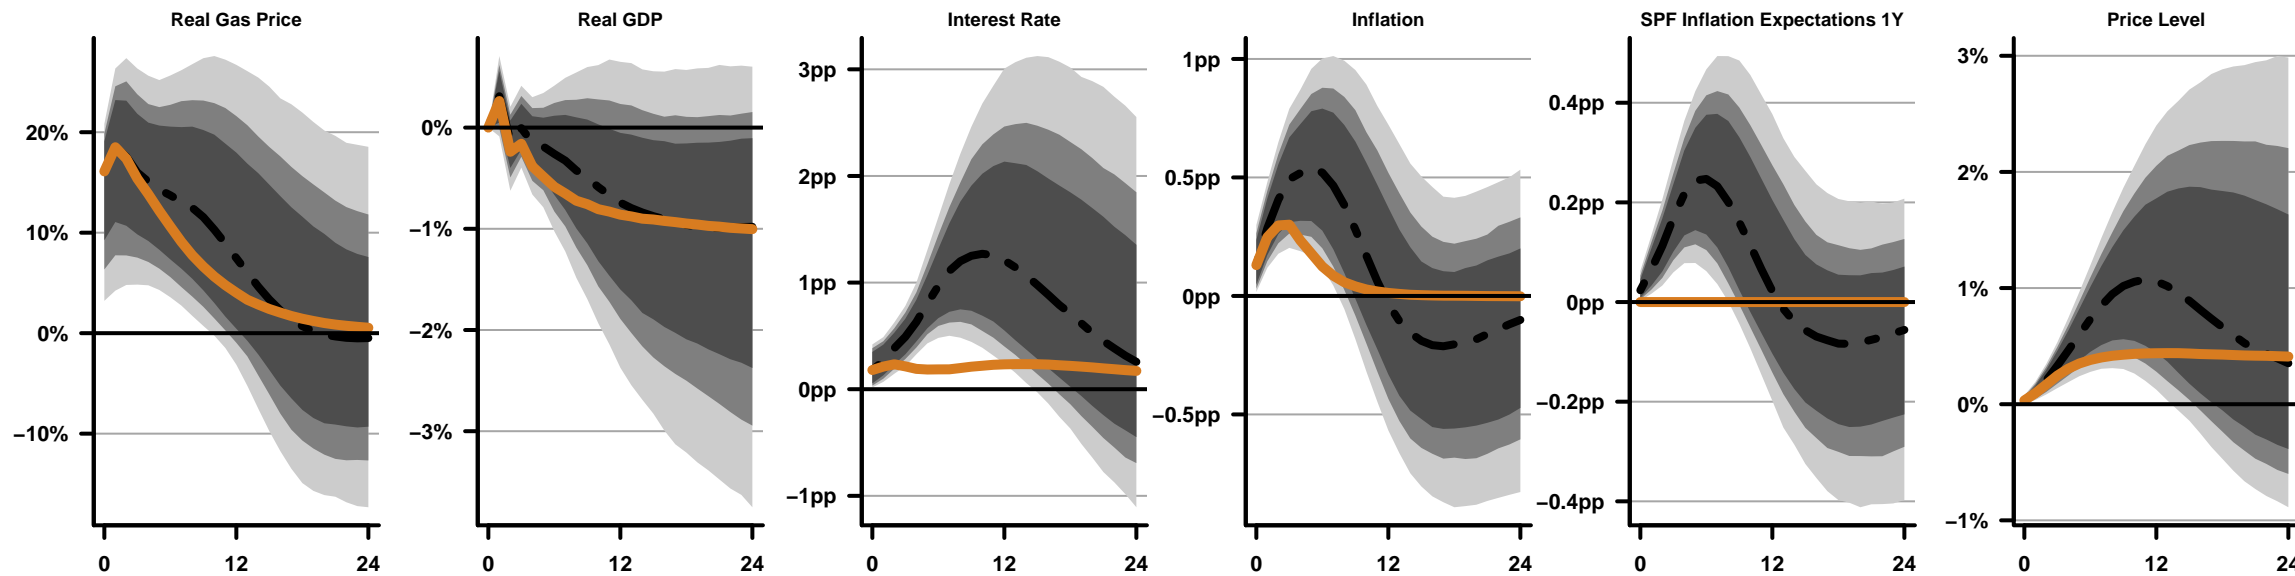 Real Gas Price
20%
10%
0%
−10%
0 12 24
Real GDP
0%
−1%
−2%
−3%
0 12 24
Interest Rate
3pp
2pp
1pp
0pp
−1pp
0 12 24
Inflation
1pp
0.5pp
0pp
−0.5pp
0 12 24
SPF Inflation Expectations 1Y
0.4pp
0.2pp
0pp
−0.2pp
−0.4pp
0 12 24
Price Level
3%
2%
1%
0%
−1%
0 12 24